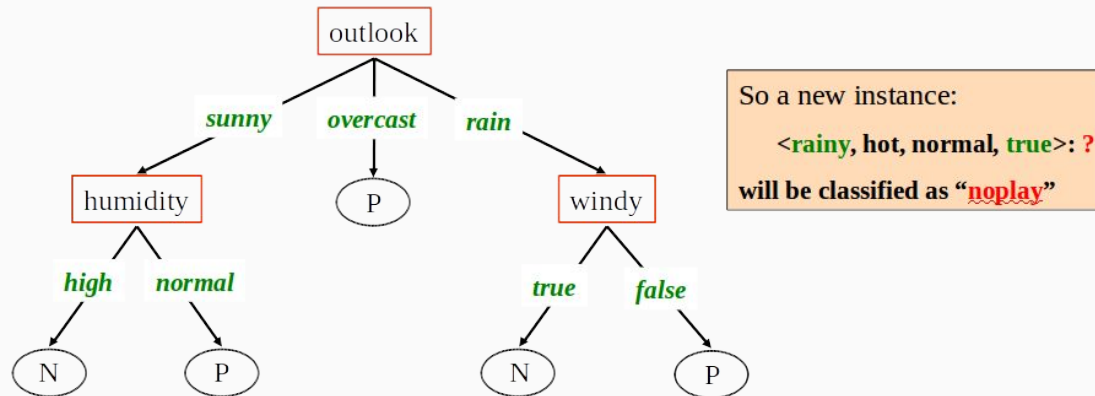 outlook
sunny overcast rain
So a new instance:
<rainy, hot, normal, true>: ?
will be classified as “noplay”
humidity P windy
high normal true false
N P N P